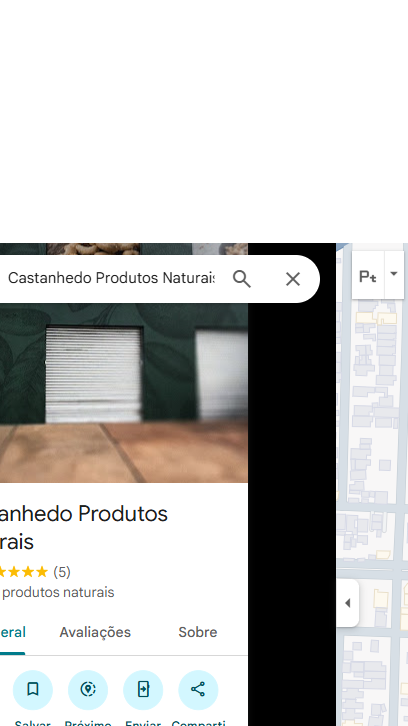 Castanhedo Produtos Naturais
Pt
anhedo Produtos
rais
(5)
produtos naturais
eral
Avaliações
Sobre
Salvar
Próximo
Enviar
Comparti